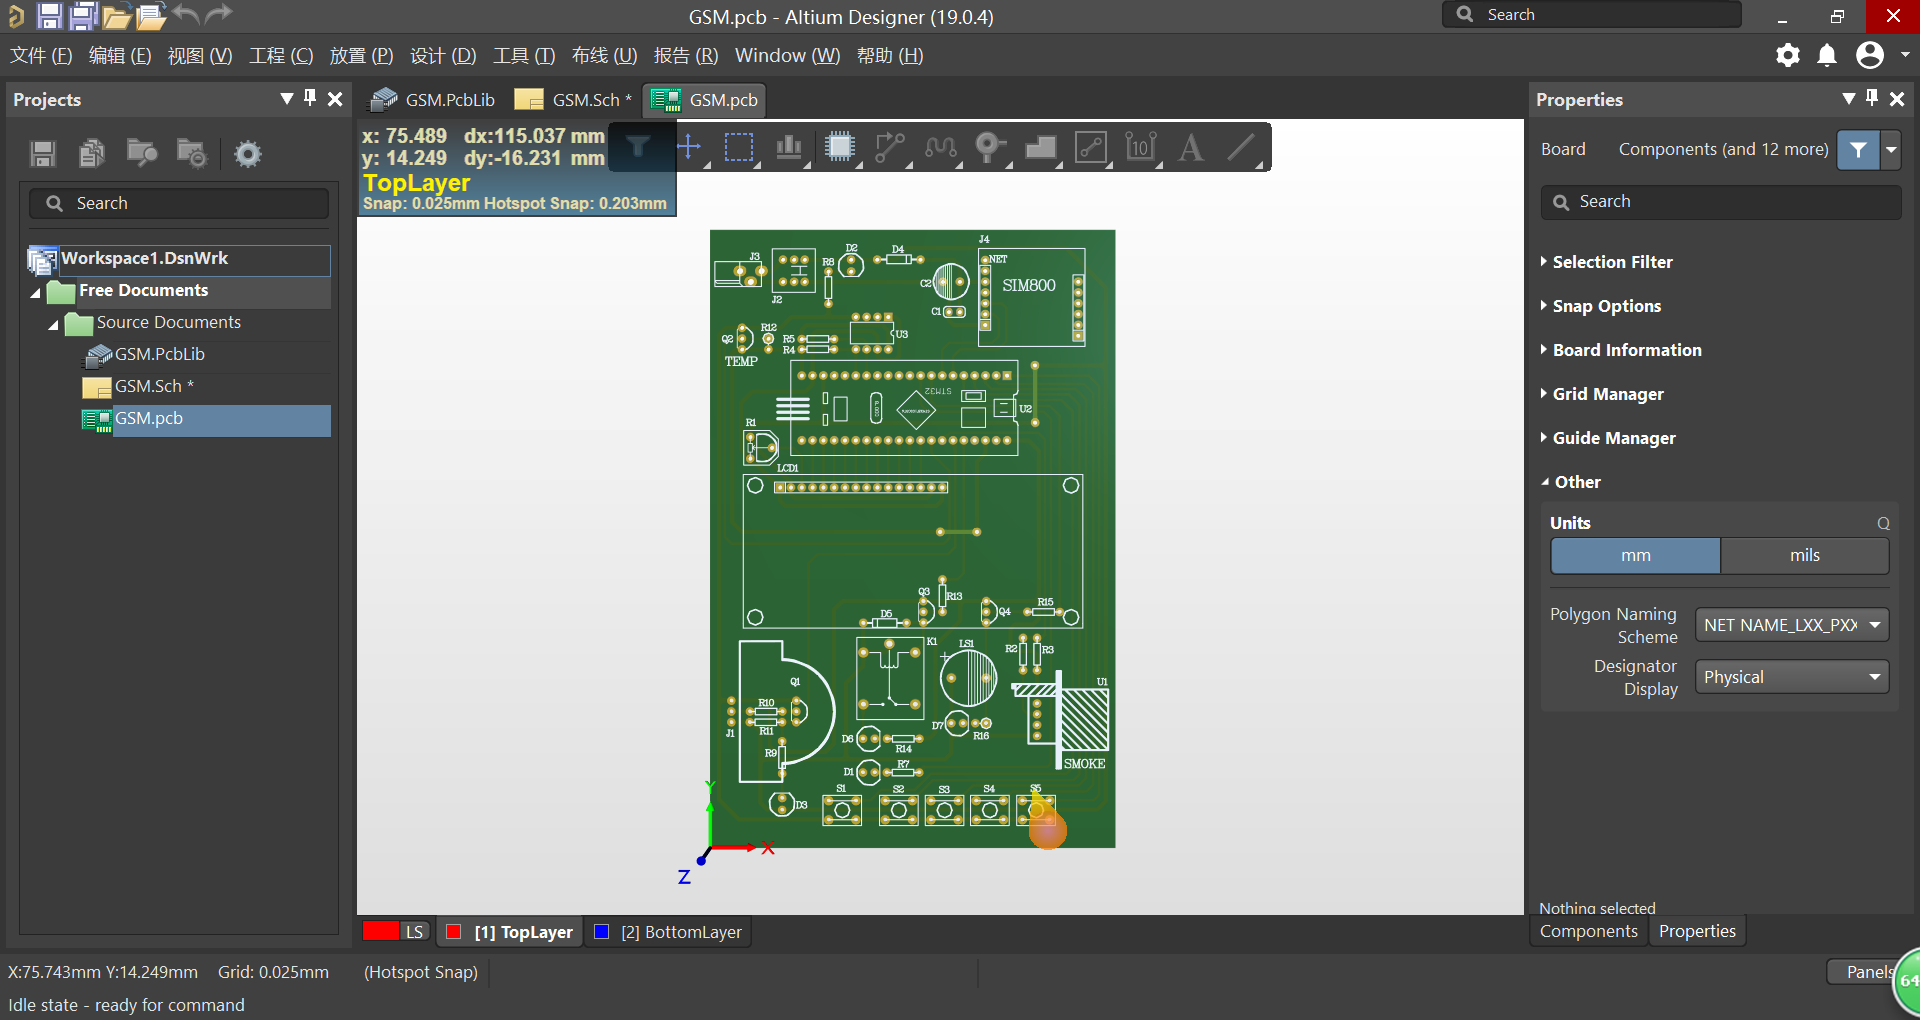 GSM.pcb - Altium Designer (19.0.4)
Search
文件 (F) 编辑 (E) 视图 (V) 工程 (C) 放置 (P) 设计 (D) 工具 (T) 布线 (U) 报告 (R) Window (W) 帮助 (H)
Projects
GSM.PcbLib
GSM.Sch *
GSM.pcb
Properties
x: 75.489 dx:115.037 mm
y: 14.249 dy:-16.231 mm
TopLayer
Snap: 0.025mm Hotspot Snap: 0.203mm
10
A
Board Components (and 12 more)
Search
Search
Workspace1.DsnWrk
Free Documents
Source Documents
GSM.PcbLib
GSM.Sch *
GSM.pcb
J4
J3
D2
D4
NET
R8
C2
SIM800
J2
C1
R12
Q2
R5
U3
R4
TEMP
STM32
U2
R1
LCD1
Q3
R13
R15
D5
Q4
K1
LS1
+
R2
R3
Q1
U1
R10
D7
J1
R11
R16
D6
R14
R9
SMOKE
D1
R7
S1
S2
S3
S4
S5
D3
Y
X
Z
Selection Filter
Snap Options
Board Information
Grid Manager
Guide Manager
Other
Units
mm
mils
Polygon Naming Scheme
NET NAME_LXX_PXX
Designator Display
Physical
Nothing selected
Components
Properties
LS
[1] TopLayer
[2] BottomLayer
X:75.743mm Y:14.249mm Grid: 0.025mm (Hotspot Snap)
Panels
64
Idle state - ready for command